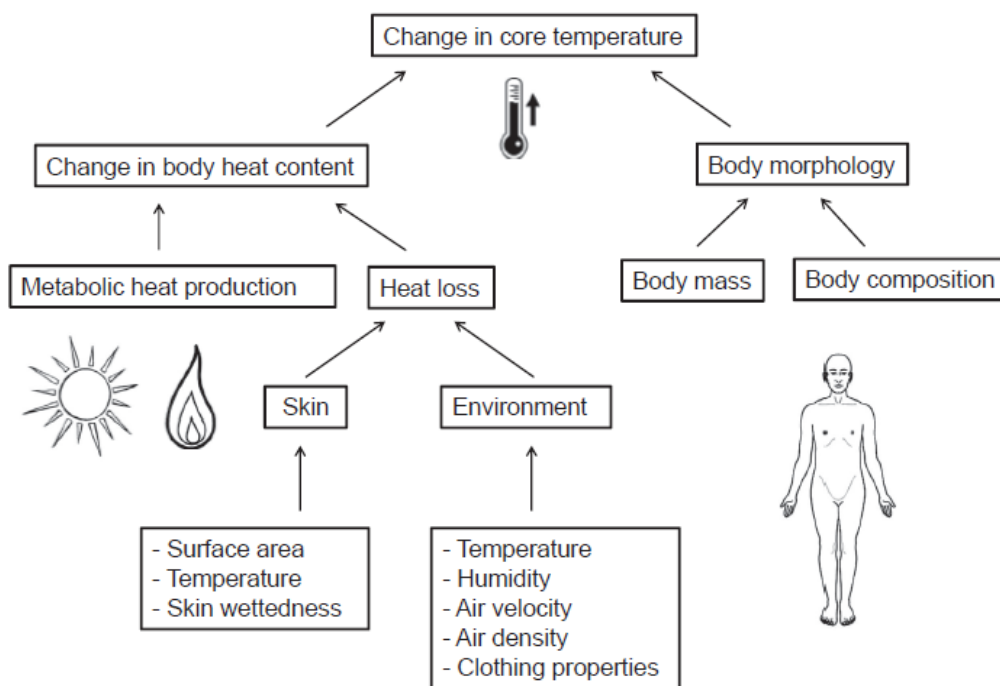 Change in core temperature
Change in body heat content
Body morphology
Metabolic heat production
Heat loss
Body mass
Body composition
Skin
Environment
- Surface area
- Temperature
- Skin wettedness
- Temperature
- Humidity
- Air velocity
- Air density
- Clothing properties